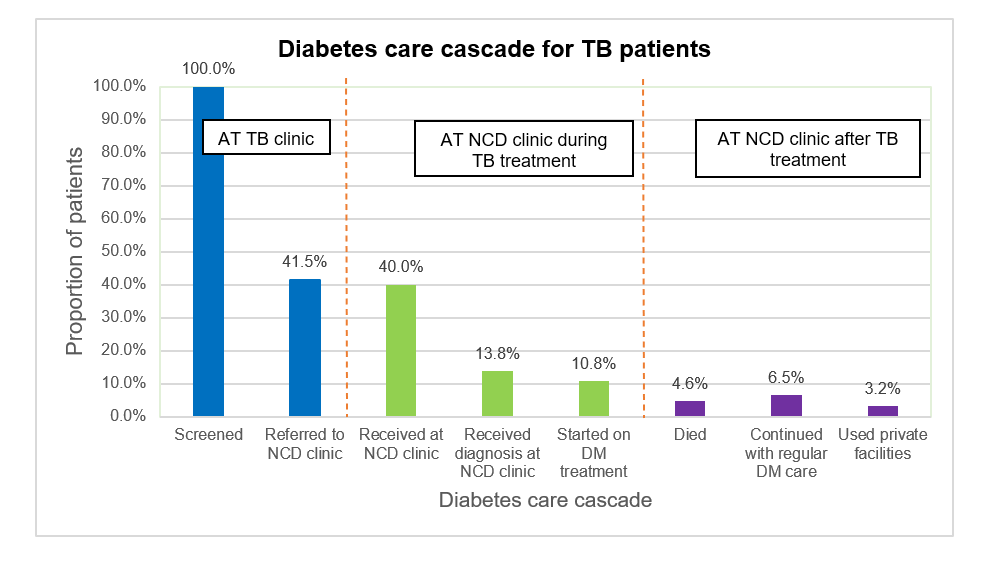 Diabetes care cascade for TB patients
100.0%
100.0%
90.0%
80.0%
70.0%
60.0%
50.0%
40.0%
30.0%
20.0%
10.0%
0.0%
Proportion of patients
AT TB clinic
AT NCD clinic during
TB treatment
AT NCD clinic after TB
treatment
41.5%
40.0%
13.8%
10.8%
4.6%
6.5%
3.2%
Screened
Referred to
NCD clinic
Received at
NCD clinic
Received
diagnosis at
NCD clinic
Started on
DM
treatment
Died
Continued
with regular
DM care
Used private
facilities
Diabetes care cascade